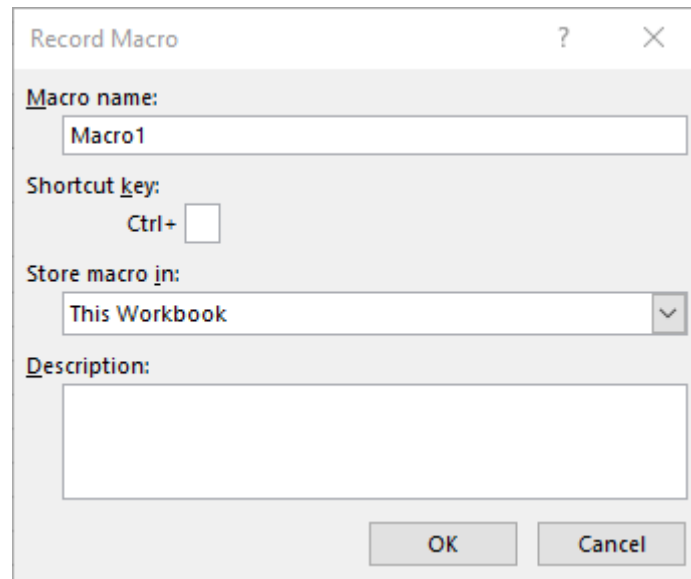 Record Macro ?
Macro name:
Macro1
Shortcut key:
Ctrl+
Store macro in:
This Workbook
Description:
OK Cancel